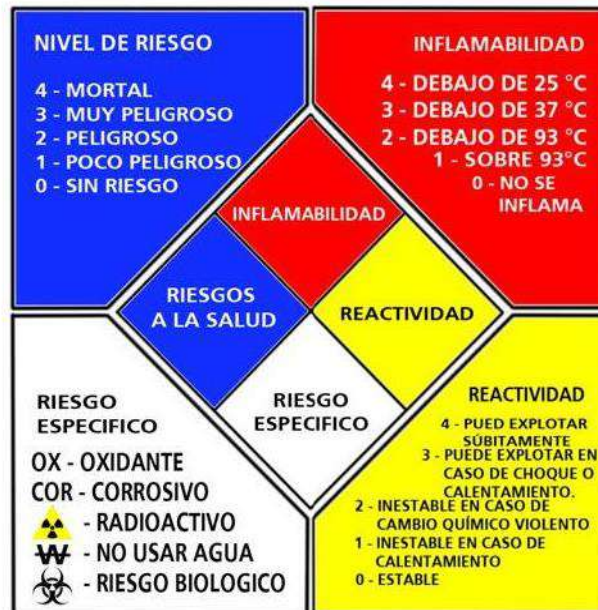 NIVEL DE RIESGO
4 - MORTAL
3 - MUY PELIGROSO
2 - PELIGROSO
1 - POCO PELIGROSO
0 - SIN RIESGO
INFLAMABILIDAD
4 - DEBAJO DE 25 °C
3 - DEBAJO DE 37 °C
2 - DEBAJO DE 93 °C
1 - SOBRE 93°C
0 - NO SE
INFLAMA
INFLAMABILIDAD
RIESGOS
A LA SALUD
REACTIVIDAD
RIESGO
ESPECIFICO
RIESGO
ESPECIFICO
OX - OXIDANTE
COR - CORROSIVO
- RADIOACTIVO
W - NO USAR AGUA
- RIESGO BIOLOGICO
REACTIVIDAD
4 - PUED EXPLOTAR
SÚBITAMENTE
3 - PUEDE EXPLOTAR EN
CASO DE CHOQUE O
CALENTAMIENTO.
2 - INESTABLE EN CASO DE
CAMBIO QUÍMICO VIOLENTO
1 - INESTABLE EN CASO DE
CALENTAMIENTO
0 - ESTABLE